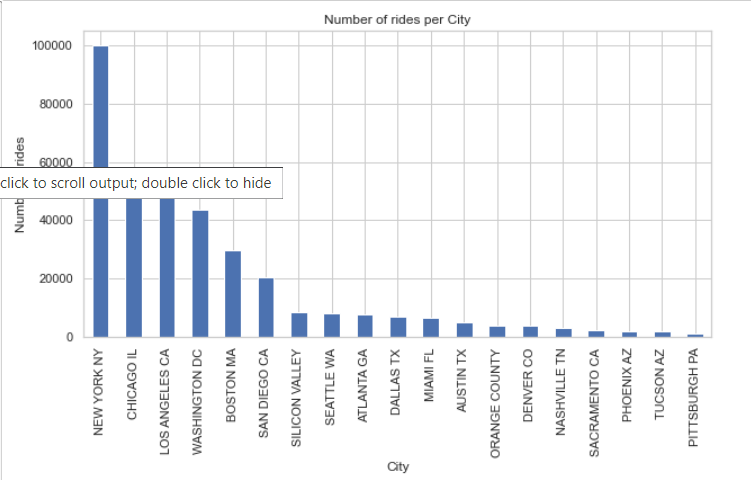 Number of rides per City
100000
80000
60000
40000
20000
0
Numb
rides
click to scroll output; double click to hide
NEW YORK NY
CHICAGO IL
LOS ANGELES CA
WASHINGTON DC
BOSTON MA
SAN DIEGO CA
SILICON VALLEY
SEATTLE WA
ATLANTA GA
DALLAS TX
MIAMI FL
AUSTIN TX
ORANGE COUNTY
DENVER CO
NASHVILLE TN
SACRAMENTO CA
PHOENIX AZ
TUCSON AZ
PITTSBURGH PA
City